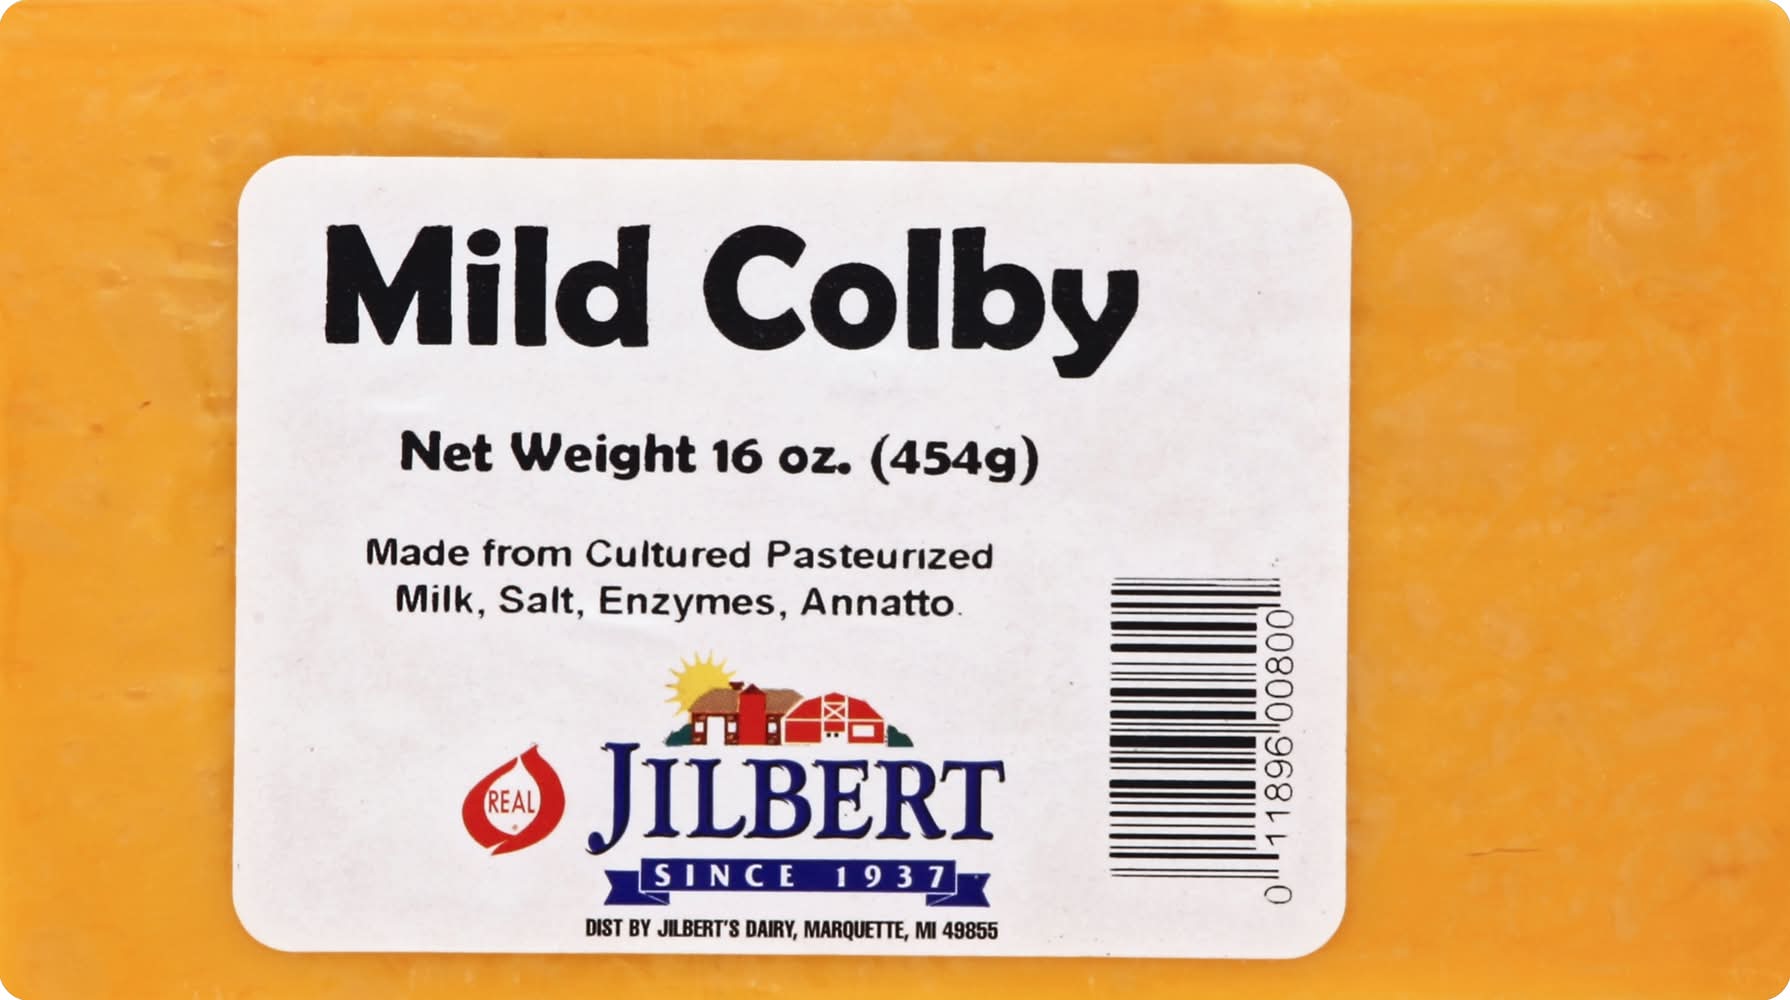 Mild Colby
Net Weight 16 oz. (454g)
Made from Cultured Pasteurized
Milk, Salt, Enzymes, Annatto.
REAL
JILBERT
SINCE 1937
DIST BY JILBERT'S DAIRY, MARQUETTE, MI 49855
0 11896 00800